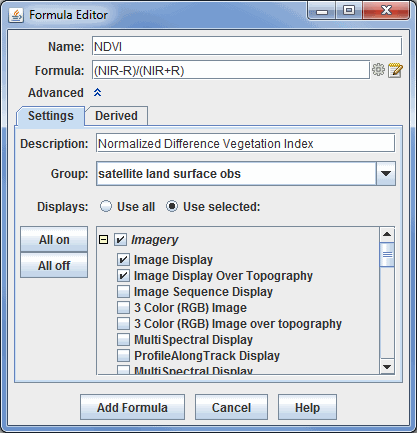 Formula Editor
Name: NDVI
Formula: (NIR-R)/(NIR+R)
Advanced
Settings Derived
Description: Normalized Difference Vegetation Index
Group: satellite land surface obs
Displays: Use all Use selected:
All on
All off
Imagery
Image Display
Image Display Over Topography
Image Sequence Display
3 Color (RGB) Image
3 Color (RGB) Image over topography
MultiSpectral Display
ProfileAlongTrack Display
MultiSpectral Display
Add Formula Cancel Help